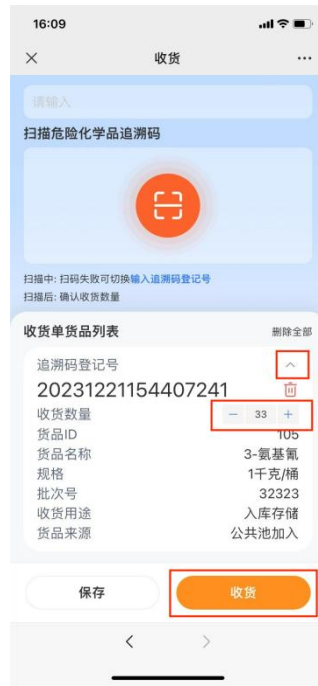 16:09
收货
请输入
扫描危险化学品追溯码
扫描中: 扫码失败可切换输入追溯码登记号
扫描后: 确认收货数量
收货单货品列表 删除全部
追溯码登记号
20231221154407241
收货数量 － 33 +
货品ID 105
货品名称 3-氨基氰
规格 1千克/桶
批次号 32323
收货用途 入库存储
货品来源 公共池加入
保存 收货